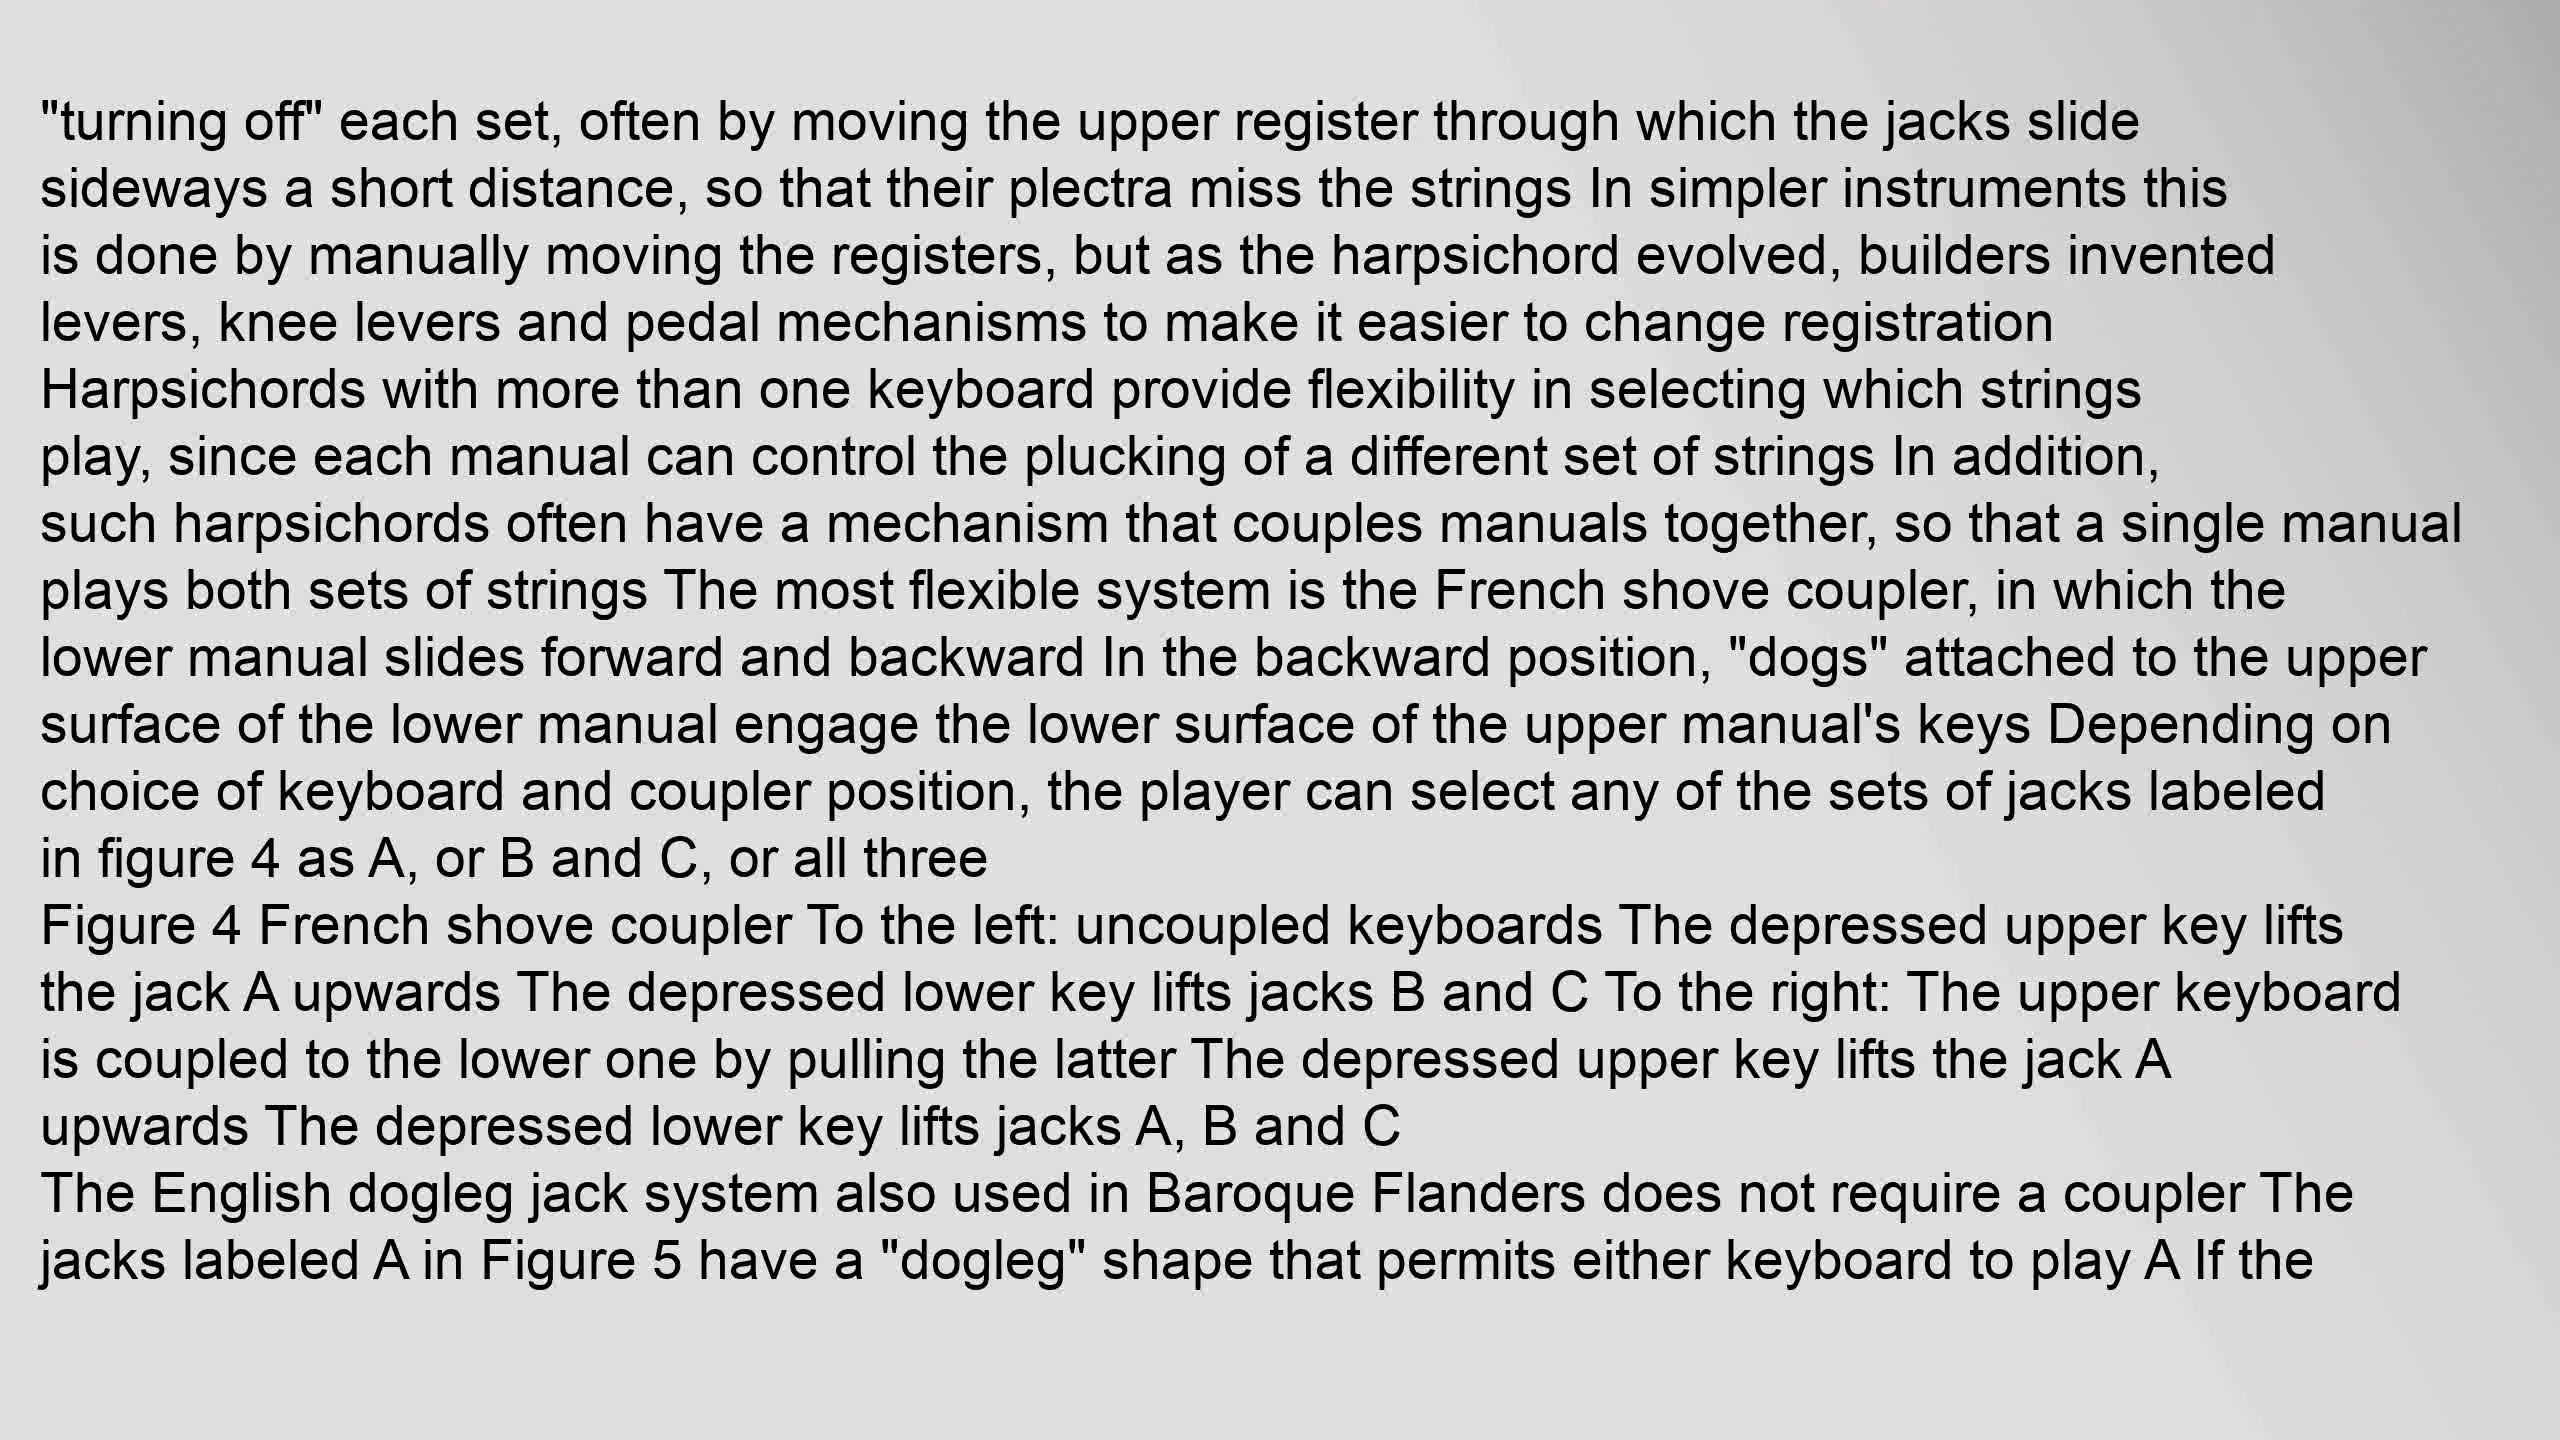 "turning off" each set, often by moving the upper register through which the jacks slide
sideways a short distance, so that their plectra miss the strings In simpler instruments this
is done by manually moving the registers, but as the harpsichord evolved, builders invented
levers, knee levers and pedal mechanisms to make it easier to change registration
Harpsichords with more than one keyboard provide flexibility in selecting which strings
play, since each manual can control the plucking of a different set of strings In addition,
such harpsichords often have a mechanism that couples manuals together, so that a single manual
plays both sets of strings The most flexible system is the French shove coupler, in which the
lower manual slides forward and backward In the backward position, "dogs" attached to the upper
surface of the lower manual engage the lower surface of the upper manual's keys Depending on
choice of keyboard and coupler position, the player can select any of the sets of jacks labeled
in figure 4 as A, or B and C, or all three
Figure 4 French shove coupler To the left: uncoupled keyboards The depressed upper key lifts
the jack A upwards The depressed lower key lifts jacks B and C To the right: The upper keyboard
is coupled to the lower one by pulling the latter The depressed upper key lifts the jack A
upwards The depressed lower key lifts jacks A, B and C
The English dogleg jack system also used in Baroque Flanders does not require a coupler The
jacks labeled A in Figure 5 have a "dogleg" shape that permits either keyboard to play A If the